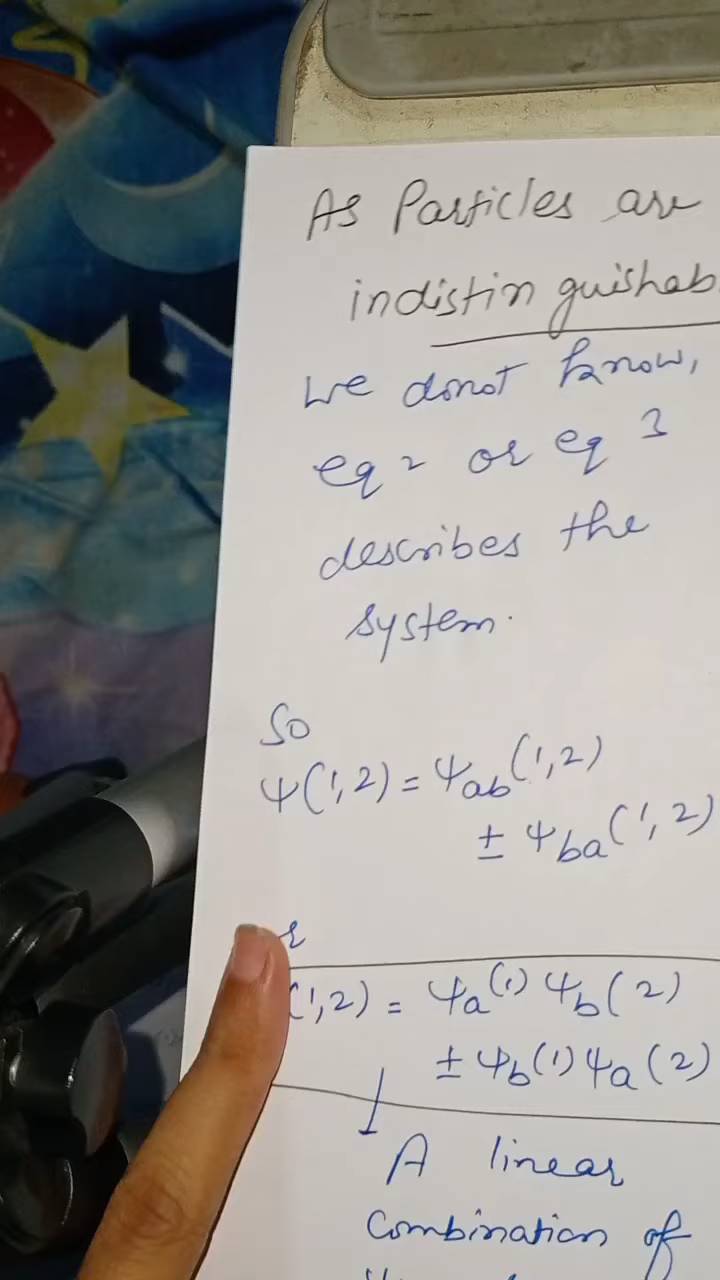 As Particles are
indistinguishab
we donot know,
eq 2 or eq 3
describes the
system.
So
ψ(1,2) = ψab(1,2)
± ψba(1,2)
(1,2) = ψa(1) ψb(2)
± ψb(1) ψa(2)
A linear
Combination of